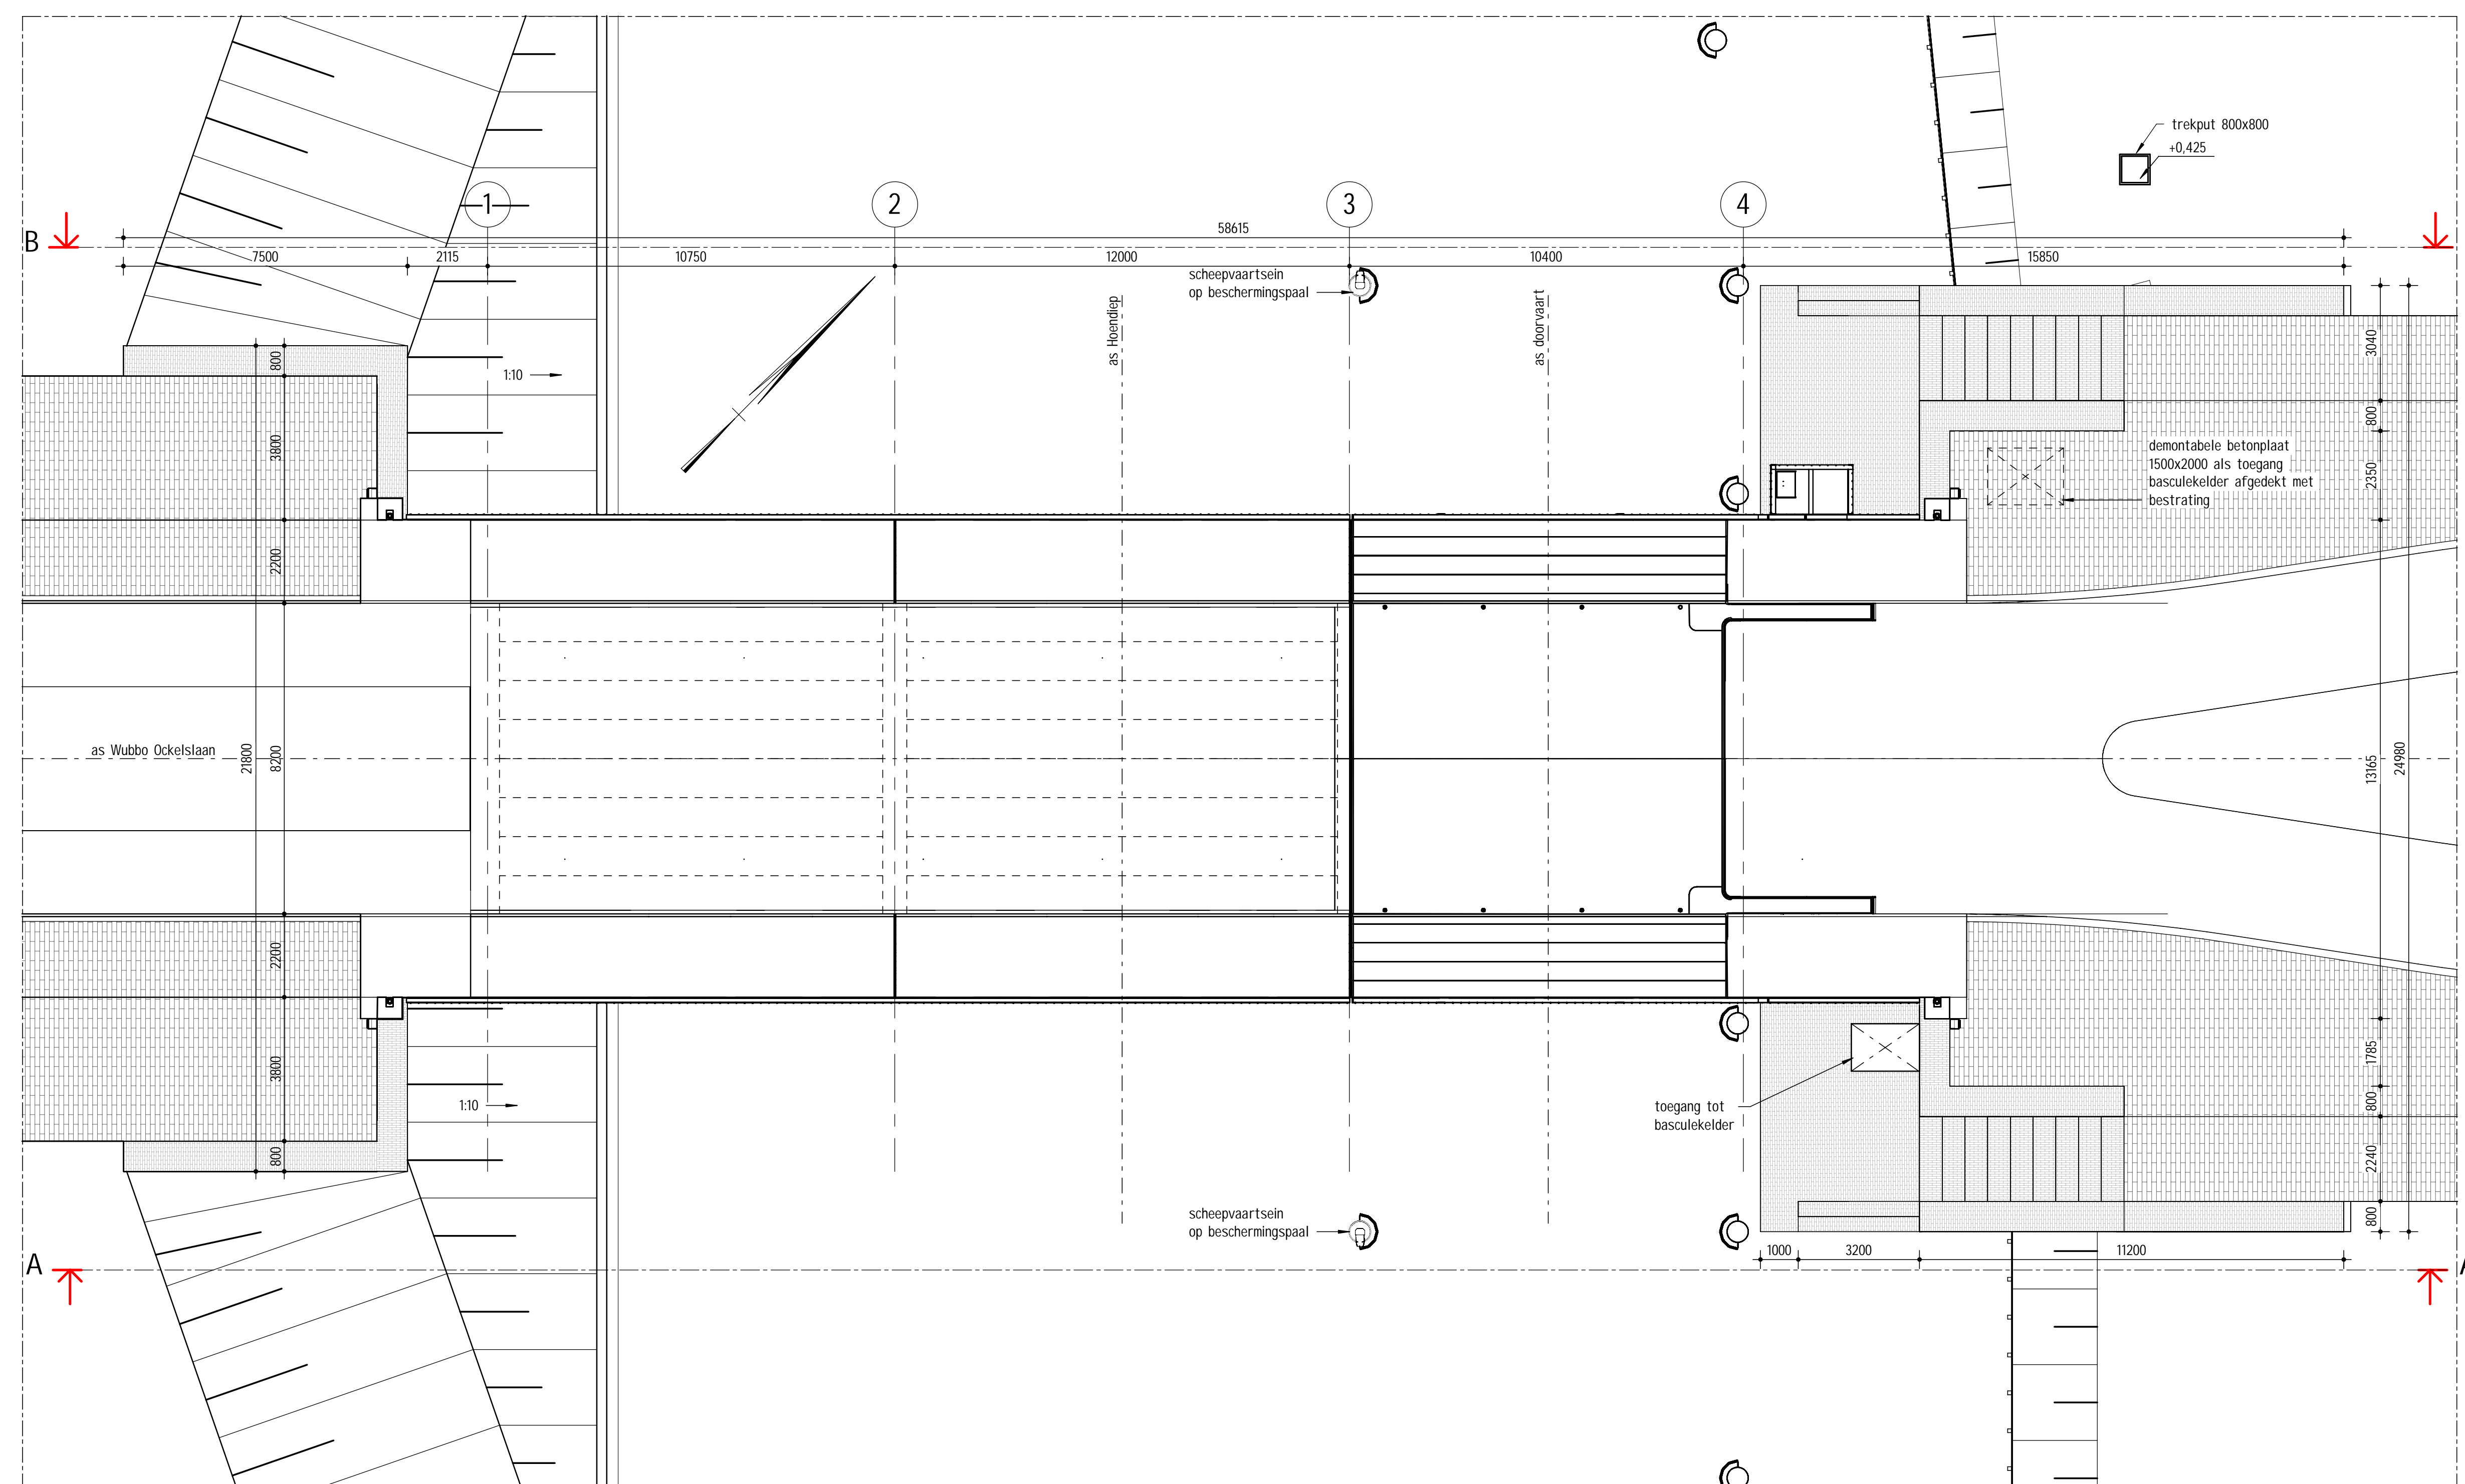 trekput 800x800
+0,425
1
2
3
4
B
58615
7500
2115
10750
12000
10400
15850
scheepvaartsein
op beschermingspaal
as Hoendiep
as doorvaart
1:10
800
3800
2200
8200
21800
2200
3800
800
3040
800
2350
13165
24980
1785
800
2240
800
demontabele betonplaat
1500x2000 als toegang
basculekelder afgedekt met
bestrating
as Wubbo Ockelslaan
1:10
toegang tot
basculekelder
scheepvaartsein
op beschermingspaal
1000
3200
11200
A